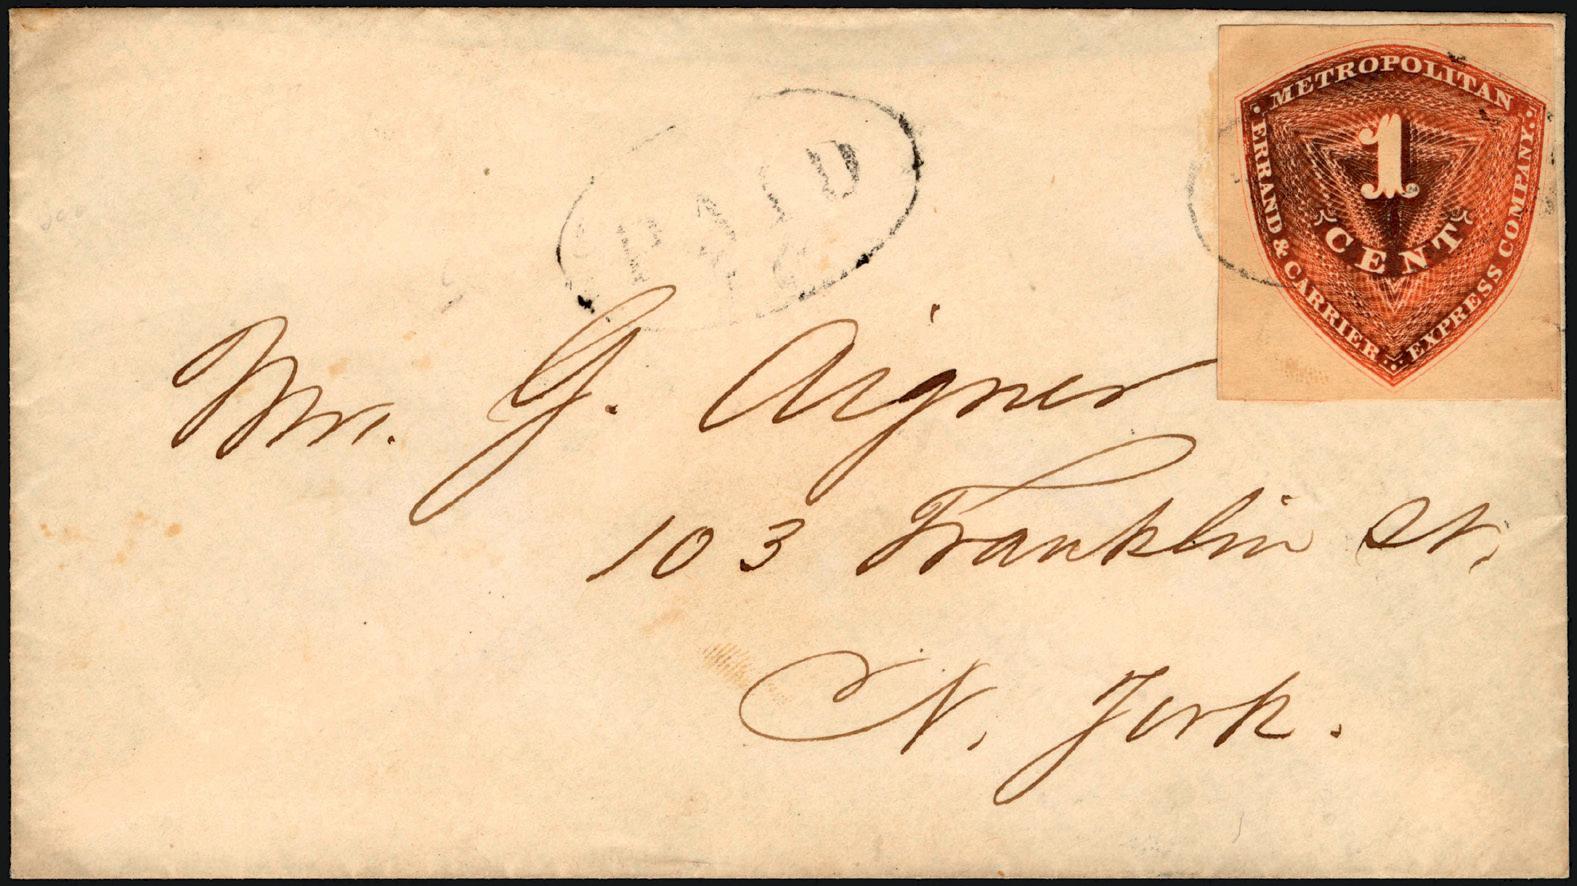 METROPOLITAN
ERRAND & CARRIER EXPRESS COMPANY.
1
CENT
PAID
Mr. G. Aigner
103 Franklin St.
N. York.